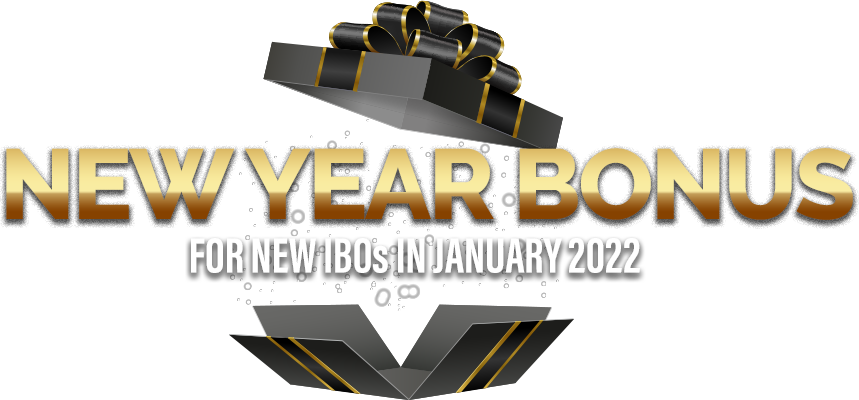 NEW YEAR BONUS
FOR NEW IBOs IN JANUARY 2022